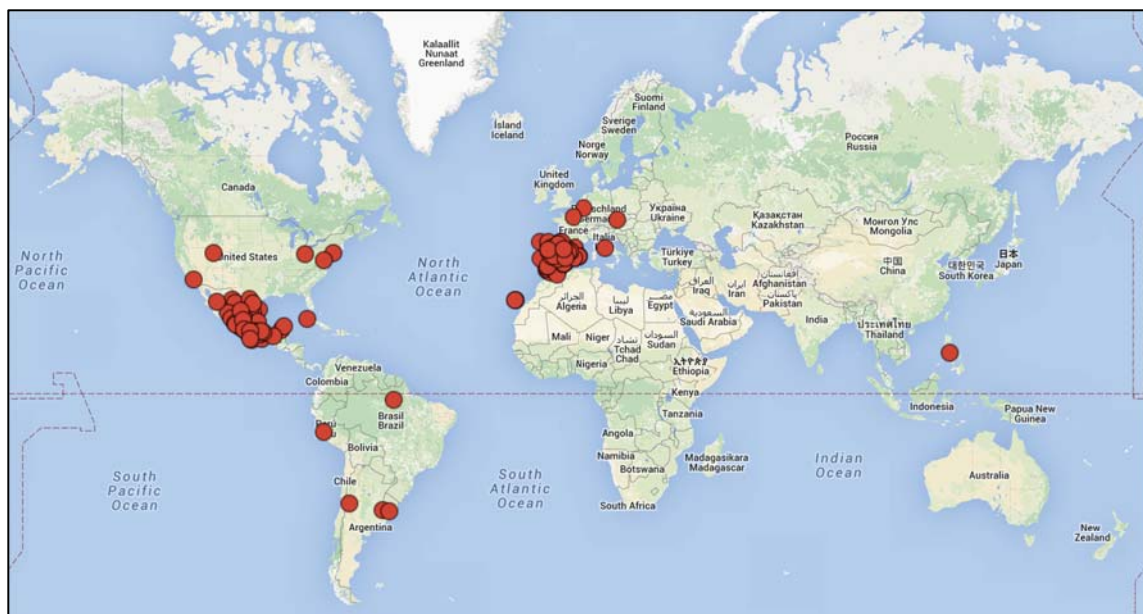 Kalaallit
Nunaat
Greenland
Ísland
Iceland
Suomi
Finland
Sverige
Sweden
Norge
Norway
Россия
Russia
Canada
United
Kingdom
France
Italia
Україна
Ukraine
Қазақстан
Kazakhstan
Монгол Улс
Mongolia
North
Pacific
Ocean
United States
North
Atlantic
Ocean
Türkiye
Turkey
中国
China
대한민국
South Korea
日本
Japan
الجزائر
Algeria
ليبيا
Libya
مصر
Egypt
العراق
Iraq
ایران
Iran
افغانستان
Afghanistan
پاکستان
Pakistan
السعودية
Saudi Arabia
India
ประเทศไทย
Thailand
Mali
Niger
Tchad
Chad
السودان
Sudan
Nigeria
ኢትዮጵያ
Ethiopia
Kenya
Tanzania
Venezuela
Colombia
Brasil
Brazil
Perú
Bolivia
Chile
Argentina
Indonesia
Papua New
Guinea
Angola
Namibia
Botswana
Madagasikara
Madagascar
South Africa
South
Pacific
Ocean
South
Atlantic
Ocean
Indian
Ocean
Australia
New
Zealand